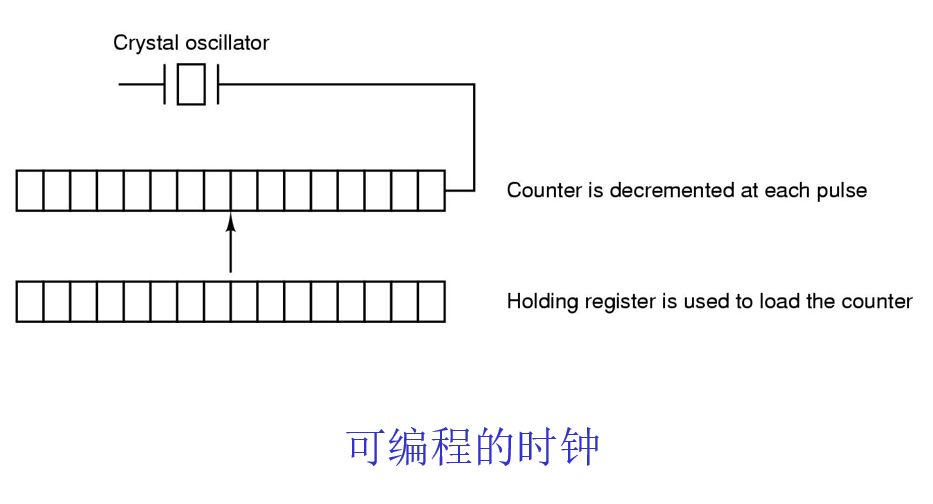 Crystal oscillator
Counter is decremented at each pulse
Holding register is used to load the counter
可编程的时钟